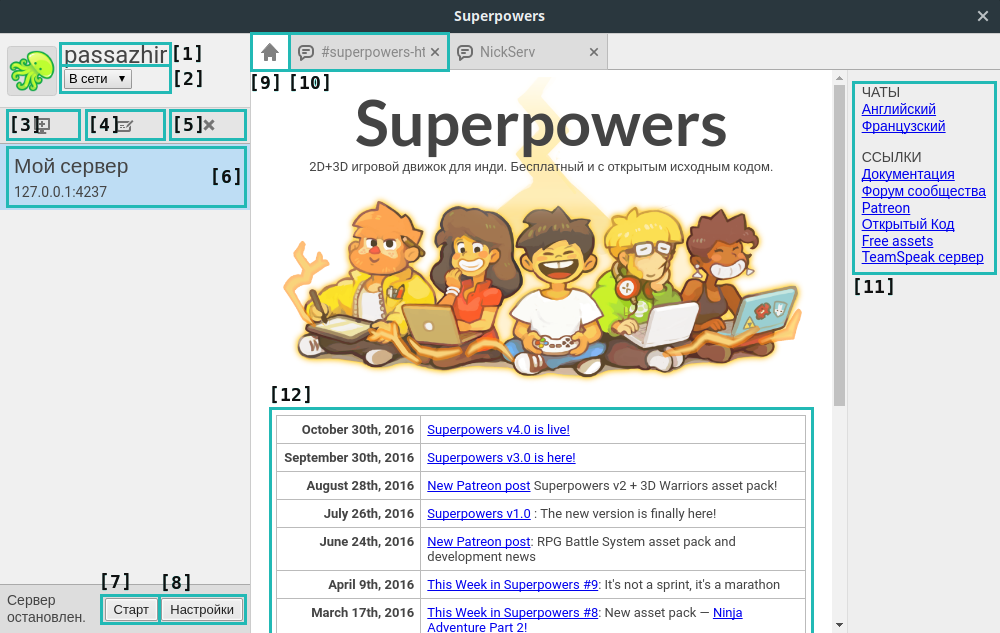 Superpowers
passazhir [1]
В сети [2]
#superpowers-ht
NickServ
[9] [10]
[3] [4] [5]
Мой сервер
127.0.0.1:4237
[6]
Superpowers
2D+3D игровой движок для инди. Бесплатный и с открытым исходным кодом.
ЧАТЫ
Английский
Французский
ССЫЛКИ
Документация
Форум сообщества
Patreon
Открытый Код
Free assets
TeamSpeak сервер
[11]
[12]
October 30th, 2016 Superpowers v4.0 is live!
September 30th, 2016 Superpowers v3.0 is here!
August 28th, 2016 New Patreon post Superpowers v2 + 3D Warriors asset pack!
July 26th, 2016 Superpowers v1.0 : The new version is finally here!
June 24th, 2016 New Patreon post: RPG Battle System asset pack and
development news
April 9th, 2016 This Week in Superpowers #9: It's not a sprint, it's a marathon
March 17th, 2016 This Week in Superpowers #8: New asset pack — Ninja
Adventure Part 2!
[7] [8]
Сервер
остановлен.
Старт
Настройки